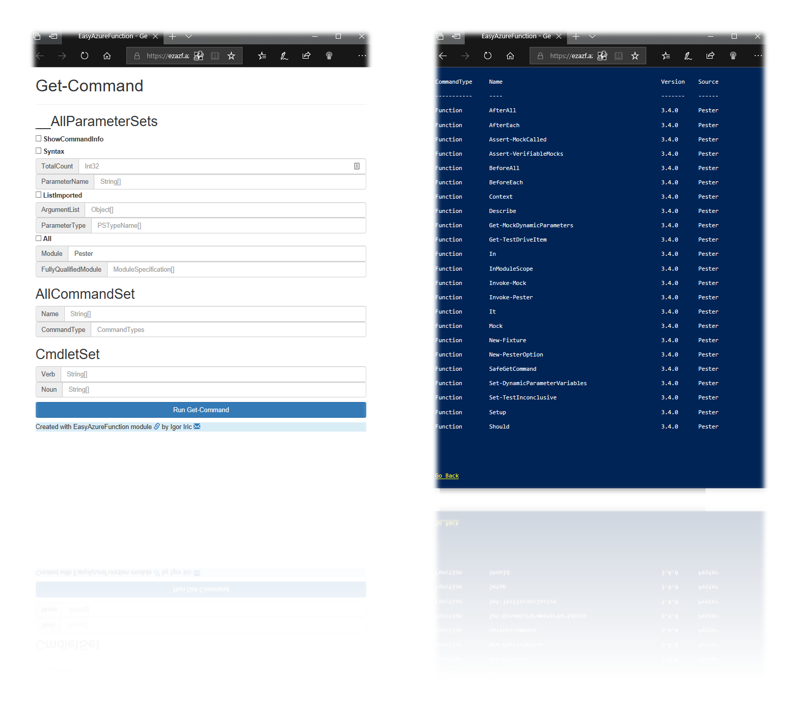 EasyAzureFunction - Ge
https://ezazf.a
Get-Command
__AllParameterSets
ShowCommandInfo
Syntax
TotalCount Int32
ParameterName String[]
ListImported
ArgumentList Object[]
ParameterType PSTypeName[]
All
Module Pester
FullyQualifiedModule ModuleSpecification[]
AllCommandSet
Name String[]
CommandType CommandTypes
CmdletSet
Verb String[]
Noun String[]
Run Get-Command
Created with EasyAzureFunction module by Igor Iric
EasyAzureFunction - Ge
https://ezazf.a
CommandType Name Version Source
----------- ---- ------- ------
Function AfterAll 3.4.0 Pester
Function AfterEach 3.4.0 Pester
Function Assert-MockCalled 3.4.0 Pester
Function Assert-VerifiableMocks 3.4.0 Pester
Function BeforeAll 3.4.0 Pester
Function BeforeEach 3.4.0 Pester
Function Context 3.4.0 Pester
Function Describe 3.4.0 Pester
Function Get-MockDynamicParameters 3.4.0 Pester
Function Get-TestDriveItem 3.4.0 Pester
Function In 3.4.0 Pester
Function InModuleScope 3.4.0 Pester
Function Invoke-Mock 3.4.0 Pester
Function Invoke-Pester 3.4.0 Pester
Function It 3.4.0 Pester
Function Mock 3.4.0 Pester
Function New-Fixture 3.4.0 Pester
Function New-PesterOption 3.4.0 Pester
Function SafeGetCommand 3.4.0 Pester
Function Set-DynamicParameterVariables 3.4.0 Pester
Function Set-TestInconclusive 3.4.0 Pester
Function Setup 3.4.0 Pester
Function Should 3.4.0 Pester
Go Back